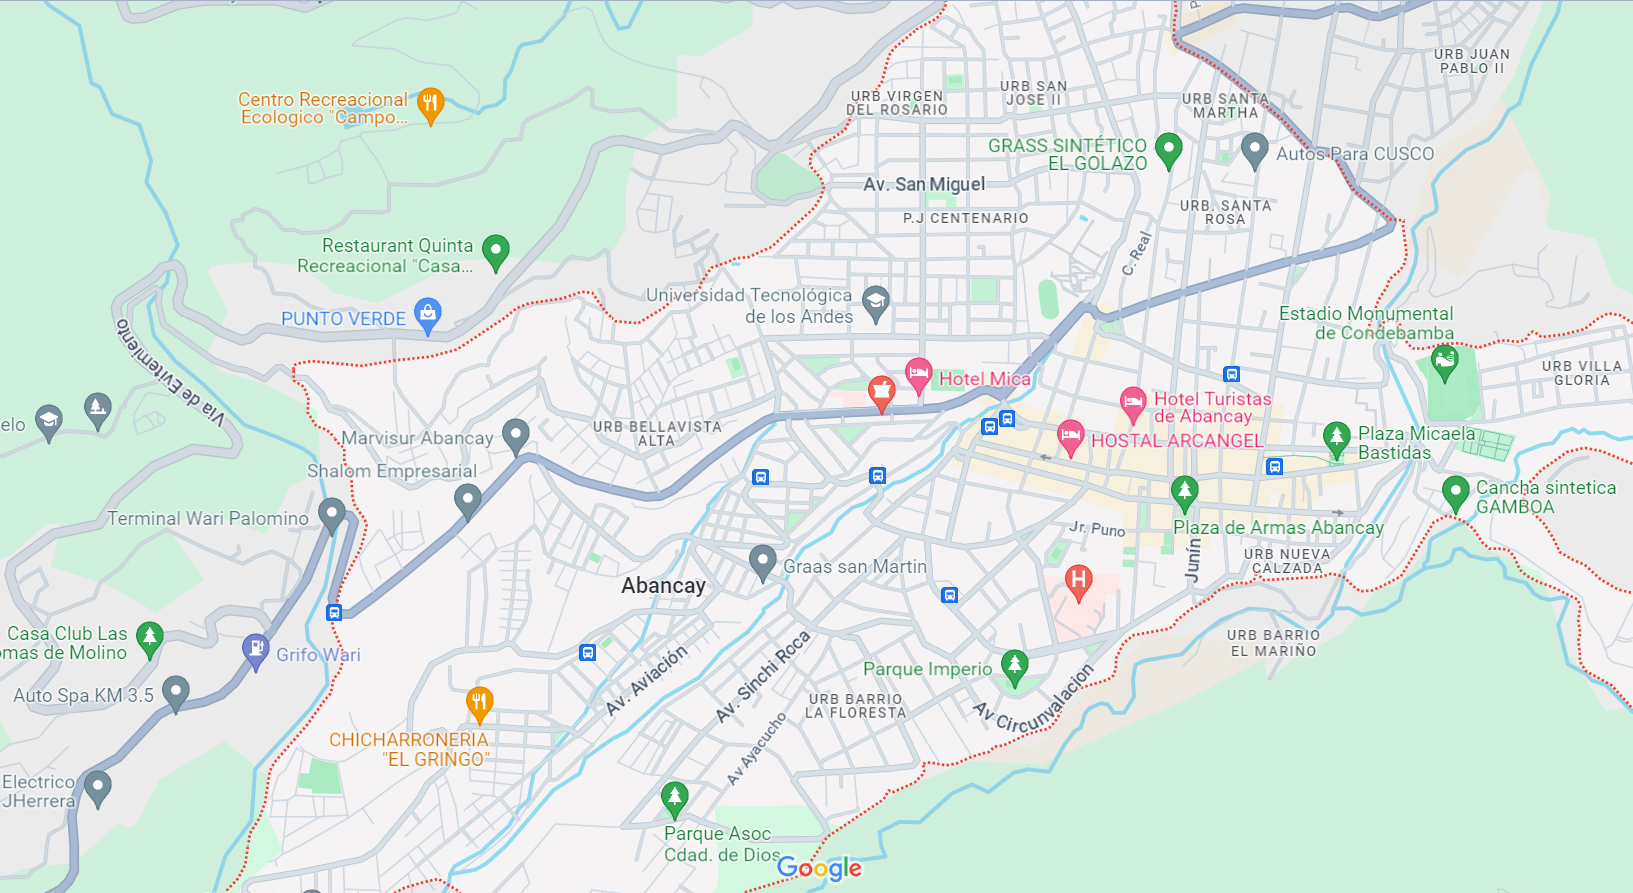 URB JUAN
PABLO II
URB SAN
JOSE II
URB VIRGEN
DEL ROSARIO
URB SANTA
MARTHA
Centro Recreacional
Ecologico "Campo...
GRASS SINTÉTICO
EL GOLAZO
Autos Para CUSCO
Av. San Miguel
P.J CENTENARIO
URB. SANTA
ROSA
C. Real
Restaurant Quinta
Recreacional "Casa...
Universidad Tecnológica
de los Andes
PUNTO VERDE
Estadio Monumental
de Condebamba
Via de Evitemiento
URB VILLA
GLORIA
Hotel Mica
Hotel Turistas
de Abancay
elo
Marvisur Abancay
URB BELLAVISTA
ALTA
HOSTAL ARCANGEL
Plaza Micaela
Bastidas
Shalom Empresarial
Cancha sintetica
GAMBOA
Terminal Wari Palomino
Jr. Puno
Plaza de Armas Abancay
Junín
URB NUEVA
CALZADA
Graas san Martin
Abancay
H
Casa Club Las
omas de Molino
Grifo Wari
URB BARRIO
EL MARIÑO
Auto Spa KM 3.5
Av. Aviación
Av. Sinchi Roca
Parque Imperio
URB BARRIO
LA FLORESTA
Av Circunvalacion
CHICHARRONERIA
"EL GRINGO"
Av Ayacucho
Electrico
JHerrera
Parque Asoc
Cdad. de Dios
Google